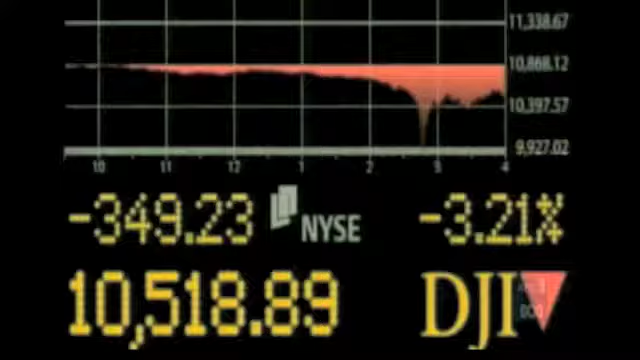 11,338.67
10,868.12
10,397.57
9,927.02
10 11 12 1 2 3 4
-349.23 NYSE -3.21%
10,518.89 DJI